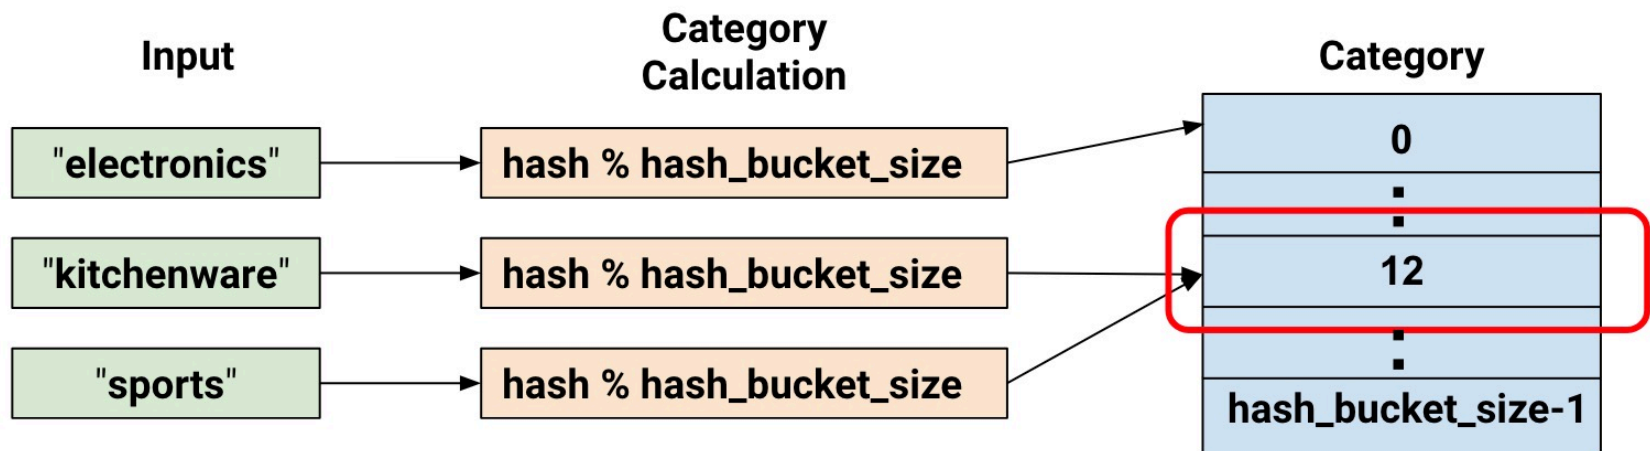 Input
Category
Calculation
Category
"electronics"
hash % hash_bucket_size
0
"kitchenware"
hash % hash_bucket_size
12
"sports"
hash % hash_bucket_size
hash_bucket_size-1